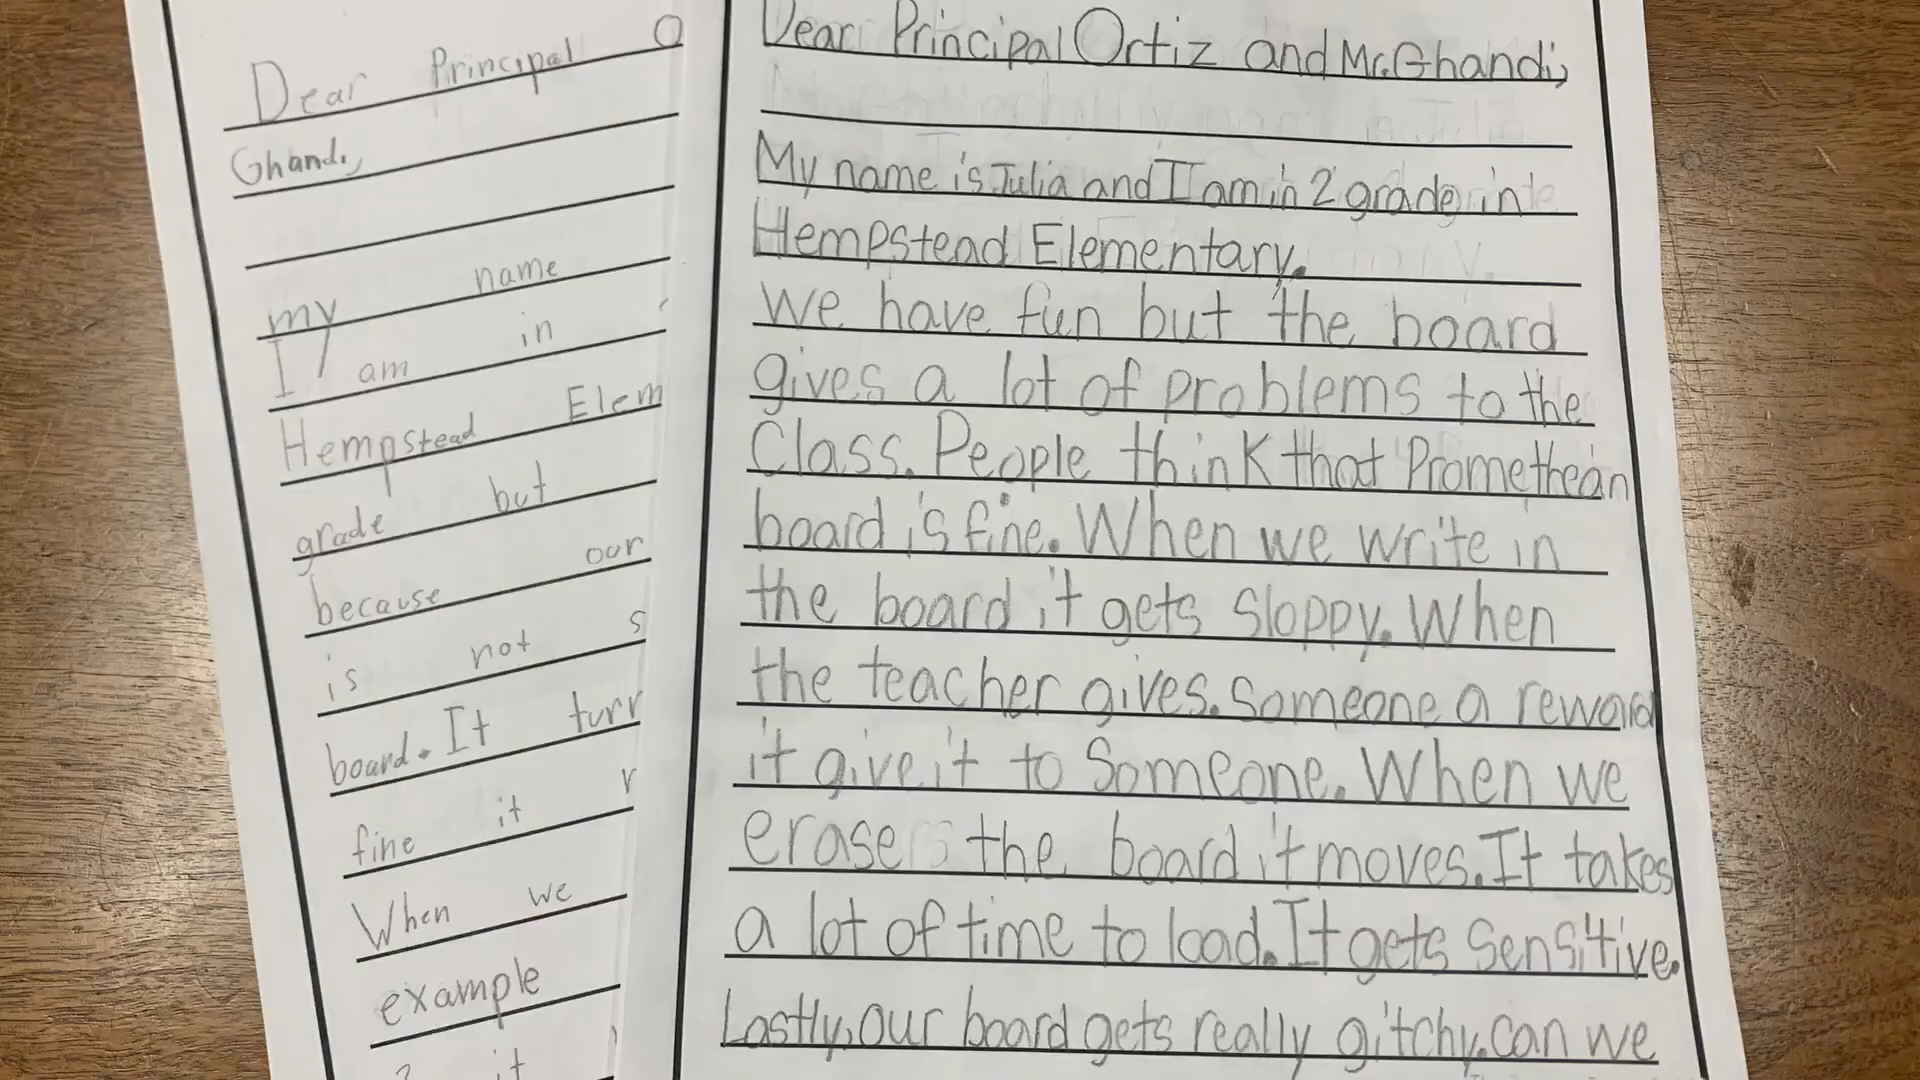 Dear Principal O
Ghandi,
my name
I am in
Hempstead Elem
grade but
because our
is not s
board. It turr
fine it r
When we
example
it
Dear Principal Ortiz and Mr. Ghandi,
My name is Julia and I am in 2 grade in
Hempstead Elementary.
we have fun but the board
gives a lot of problems to the
Class. People think that Promethean
board is fine. When we write in
the board it gets sloppy. When
the teacher gives. Someone a reward
it give it to Someone. When we
erase the board it moves. It takes
a lot of time to load. It gets Sensitive.
Lastly, our board gets really glitchy. can we